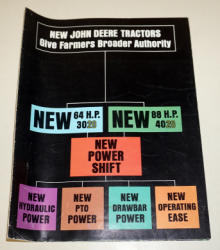 NEW JOHN DEERE TRACTORS
Give Farmers Broader Authority
NEW 64 H.P. 3020
NEW 88 H.P. 4020
NEW
POWER
SHIFT
NEW
HYDRAULIC
POWER
NEW
PTO
POWER
NEW
DRAWBAR
POWER
NEW
OPERATING
EASE